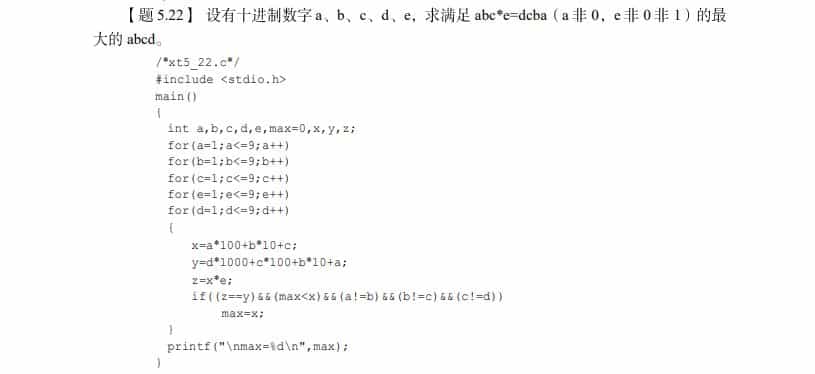 【题5.22】 设有十进制数字a、b、c、d、e，求满足 abc*e=dcba（a非0，e非0非1）的最
大的 abcd。
/*xt5_22.c*/
#include <stdio.h>
main()
{
int a,b,c,d,e,max=0,x,y,z;
for(a=1;a<=9;a++)
for(b=1;b<=9;b++)
for(c=1;c<=9;c++)
for(e=1;e<=9;e++)
for(d=1;d<=9;d++)
{
x=a*100+b*10+c;
y=d*1000+c*100+b*10+a;
z=x*e;
if((z==y)&&(max<x)&&(a!=b)&&(b!=c)&&(c!=d))
max=x;
}
printf("\nmax=%d\n",max);
}